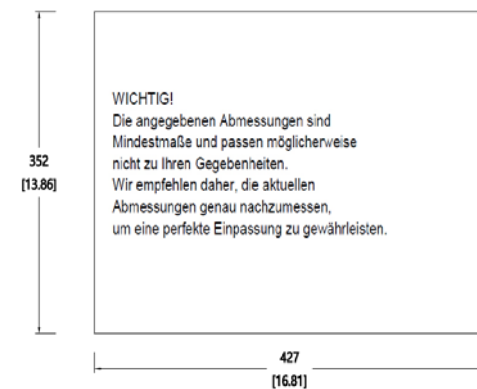 WICHTIG!
Die angegebenen Abmessungen sind
Mindestmaße und passen möglicherweise
nicht zu Ihren Gegebenheiten.
Wir empfehlen daher, die aktuellen
Abmessungen genau nachzumessen,
um eine perfekte Einpassung zu gewährleisten.
352
[13.86]
427
[16.81]